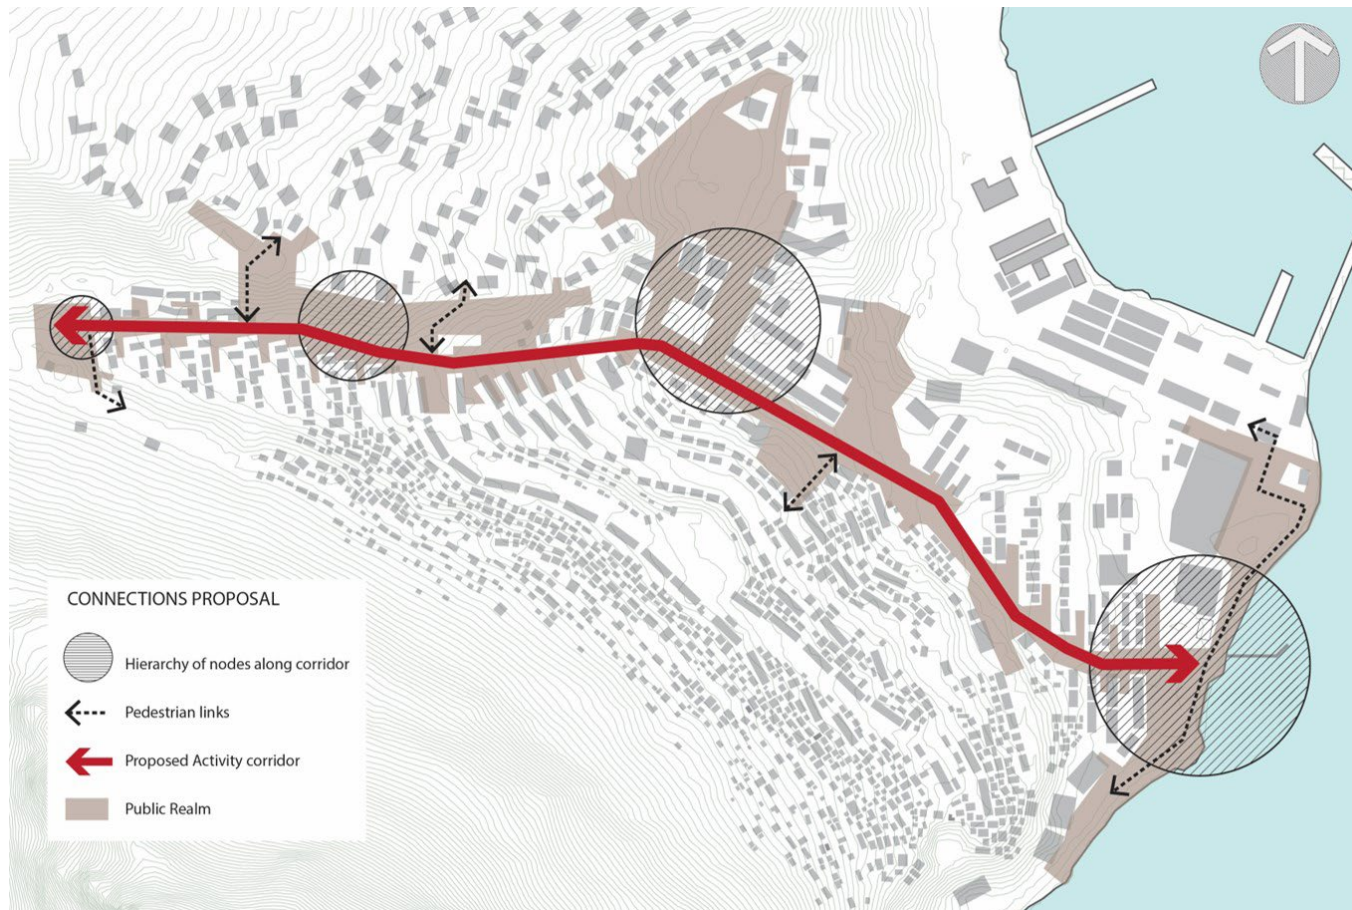 CONNECTIONS PROPOSAL
Hierarchy of nodes along corridor
Pedestrian links
Proposed Activity corridor
Public Realm